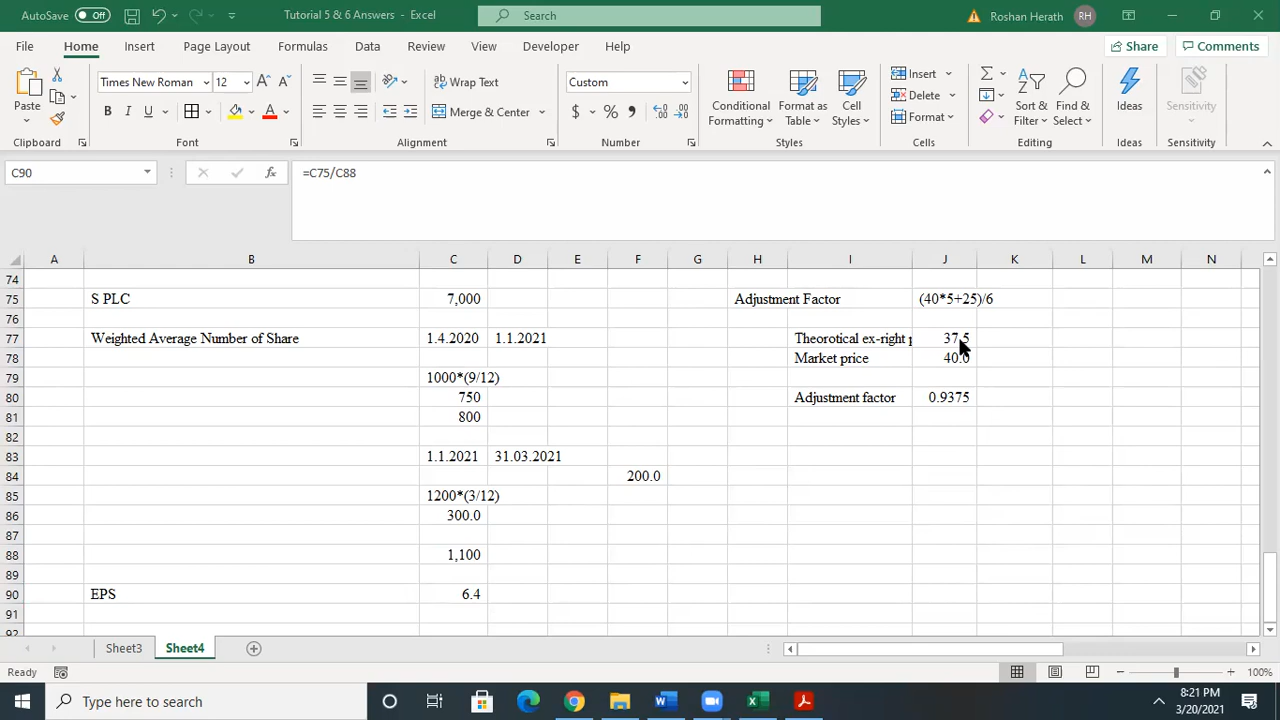 AutoSave Off Tutorial 5 & 6 Answers - Excel Search Roshan Herath RH
File Home Insert Page Layout Formulas Data Review View Developer Help Share Comments
Paste Times New Roman 12 A A Wrap Text Custom Conditional Formatting Format as Table Cell Styles Insert Sort & Filter Find & Select Ideas Sensitivity
B I U A Merge & Center $ % Delete
Format
Clipboard Font Alignment Number Styles Cells Editing Ideas Sensitivity
C90 fx =C75/C88
A B C D E F G H I J K L M N
74
75 S PLC 7,000 Adjustment Factor (40*5+25)/6
76
77 Weighted Average Number of Share 1.4.2020 1.1.2021 Theorotical ex-right p 37.5
78 Market price 40.0
79 1000*(9/12)
80 750 Adjustment factor 0.9375
81 800
82
83 1.1.2021 31.03.2021
84 200.0
85 1200*(3/12)
86 300.0
87
88 1,100
89
90 EPS 6.4
91
92
Sheet3 Sheet4
Ready 100%
Type here to search 8:21 PM
3/20/2021